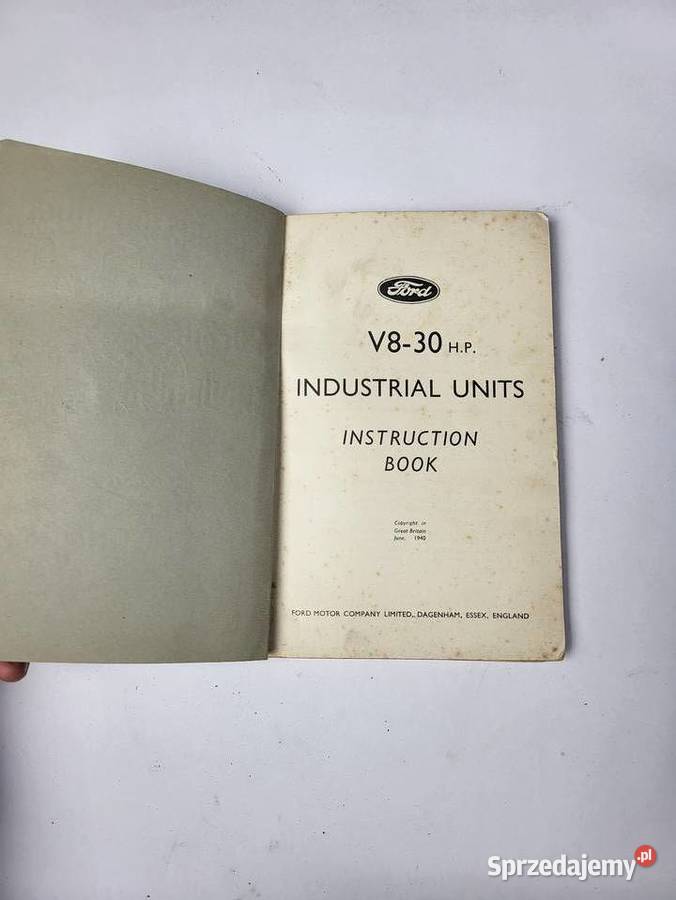 Ford
V8-30 H.P.
INDUSTRIAL UNITS
INSTRUCTION
BOOK
Copyright in
Great Britain
June, 1940
FORD MOTOR COMPANY LIMITED, DAGENHAM, ESSEX, ENGLAND
Sprzedajemy.pl